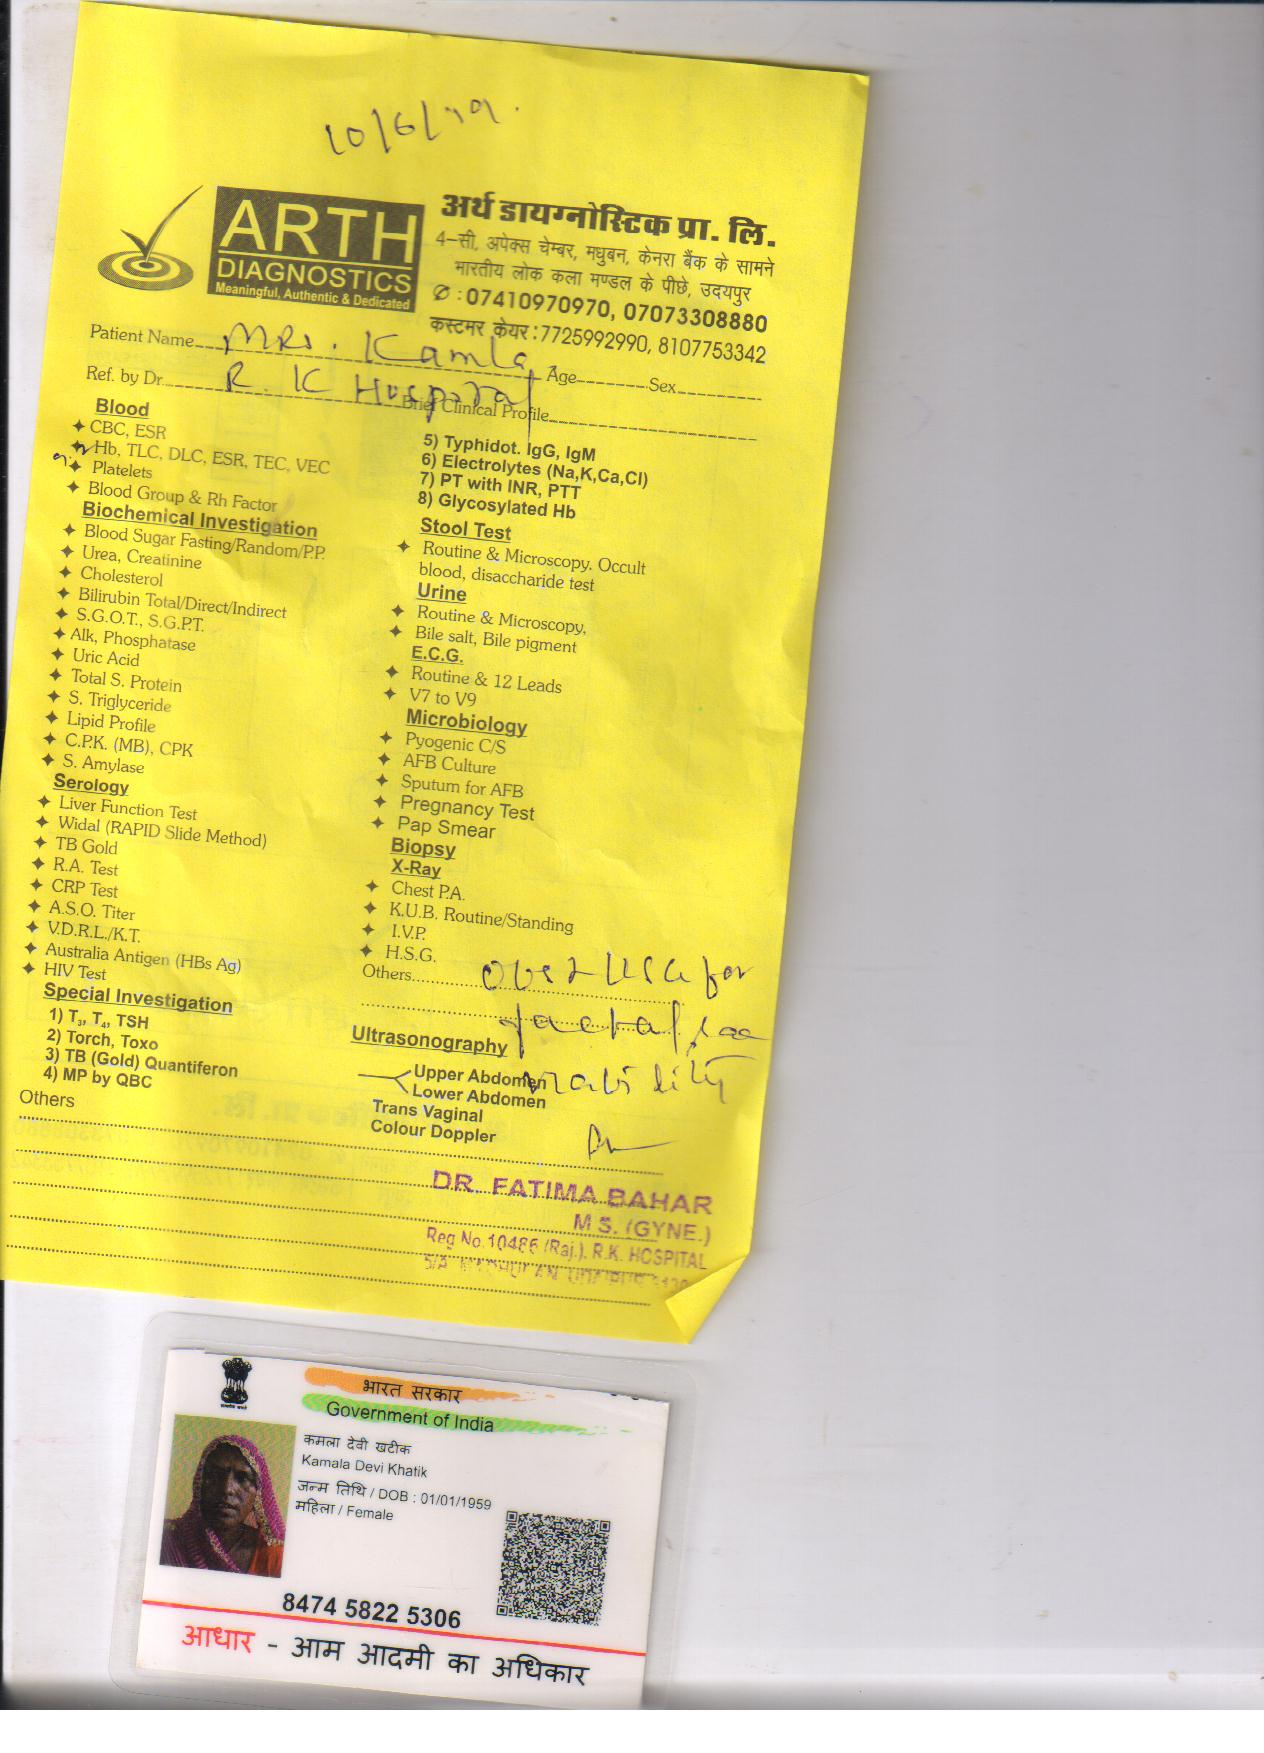 10/6/19.
ARTH
DIAGNOSTICS
Meaningful, Authentic & Dedicated
अर्थ डायग्नोस्टिक प्रा. लि.
4-सी, अपेक्स चेम्बर, मधुबन, केनरा बैंक के सामने
भारतीय लोक कला मण्डल के पीछे, उदयपुर
✆ : 07410970970, 07073308880
कस्टमर केयर : 7725992990, 8107753342
Patient Name Mrs. Kamla Age Sex
Ref. by Dr. R. K Hospital Brief Clinical Profile
Blood
✦ CBC, ESR
✦ Hb, TLC, DLC, ESR, TEC, VEC
✦ Platelets
✦ Blood Group & Rh Factor
Biochemical Investigation
✦ Blood Sugar Fasting/Random/P.P.
✦ Urea, Creatinine
✦ Cholesterol
✦ Bilirubin Total/Direct/Indirect
✦ S.G.O.T., S.G.P.T.
✦ Alk, Phosphatase
✦ Uric Acid
✦ Total S. Protein
✦ S. Triglyceride
✦ Lipid Profile
✦ C.P.K. (MB), CPK
✦ S. Amylase
Serology
✦ Liver Function Test
✦ Widal (RAPID Slide Method)
✦ TB Gold
✦ R.A. Test
✦ CRP Test
✦ A.S.O. Titer
✦ V.D.R.L./K.T.
✦ Australia Antigen (HBs Ag)
✦ HIV Test
Special Investigation
1) T3, T4, TSH
2) Torch, Toxo
3) TB (Gold) Quantiferon
4) MP by QBC
Others
5) Typhidot. IgG, IgM
6) Electrolytes (Na,K,Ca,Cl)
7) PT with INR, PTT
8) Glycosylated Hb
Stool Test
✦ Routine & Microscopy, Occult
blood, disaccharide test
Urine
✦ Routine & Microscopy,
✦ Bile salt, Bile pigment
E.C.G.
✦ Routine & 12 Leads
✦ V7 to V9
Microbiology
✦ Pyogenic C/S
✦ AFB Culture
✦ Sputum for AFB
✦ Pregnancy Test
✦ Pap Smear
Biopsy
X-Ray
✦ Chest P.A.
✦ K.U.B. Routine/Standing
✦ I.V.P.
✦ H.S.G.
Others
for
Ultrasonography
Upper Abdomen
Lower Abdomen
Trans Vaginal
Colour Doppler
DR. FATIMA BAHAR
M S. (GYNE.)
Reg No.10486 (Raj.). R.K. HOSPITAL
भारत सरकार
Government of India
कमला देवी खटीक
Kamala Devi Khatik
जन्म तिथि / DOB : 01/01/1959
महिला / Female
8474 5822 5306
आधार - आम आदमी का अधिकार